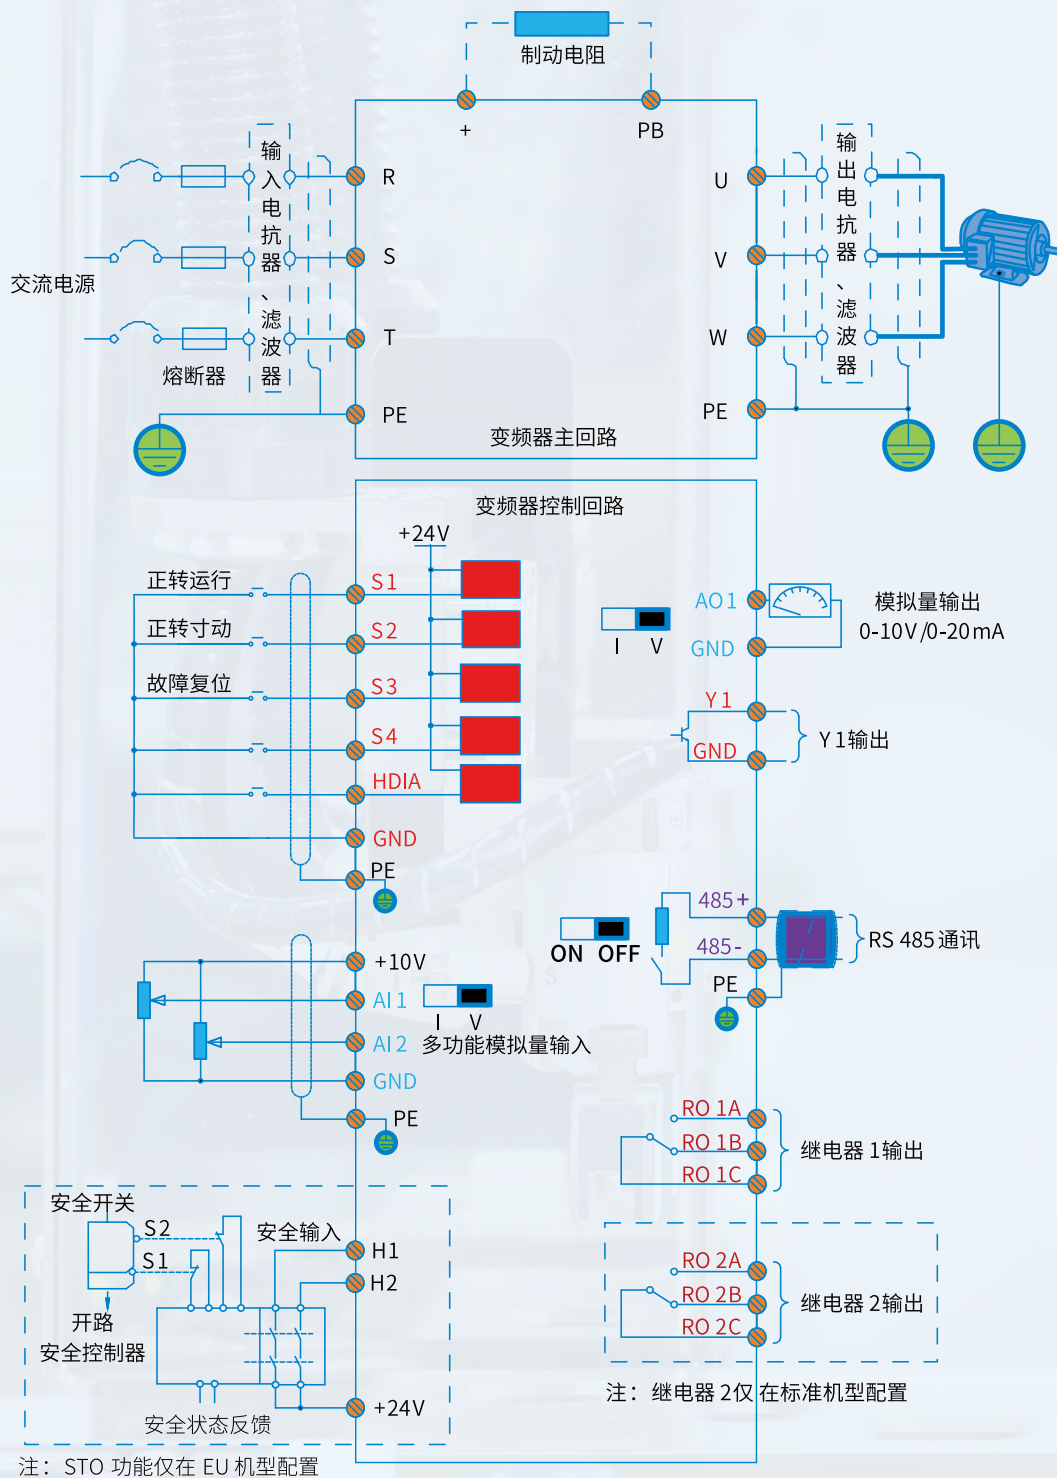 制动电阻
+
PB
输入电抗器、滤波器
输出电抗器、滤波器
R
S
T
PE
U
V
W
PE
交流电源
熔断器
变频器主回路
变频器控制回路
+24V
正转运行
S1
正转寸动
S2
故障复位
S3
S4
HDIA
GND
PE
AO1
GND
I V
模拟量输出
0-10V/0-20mA
Y1
GND
Y1输出
485+
485-
PE
ON OFF
RS 485 通讯
+10V
AI1
AI2
GND
PE
I V
多功能模拟量输入
RO 1A
RO 1B
RO 1C
继电器 1输出
安全开关
S2
S1
安全输入
H1
H2
开路
安全控制器
+24V
安全状态反馈
注：STO 功能仅在 EU 机型配置
RO 2A
RO 2B
RO 2C
继电器 2输出
注：继电器 2仅 在标准机型配置